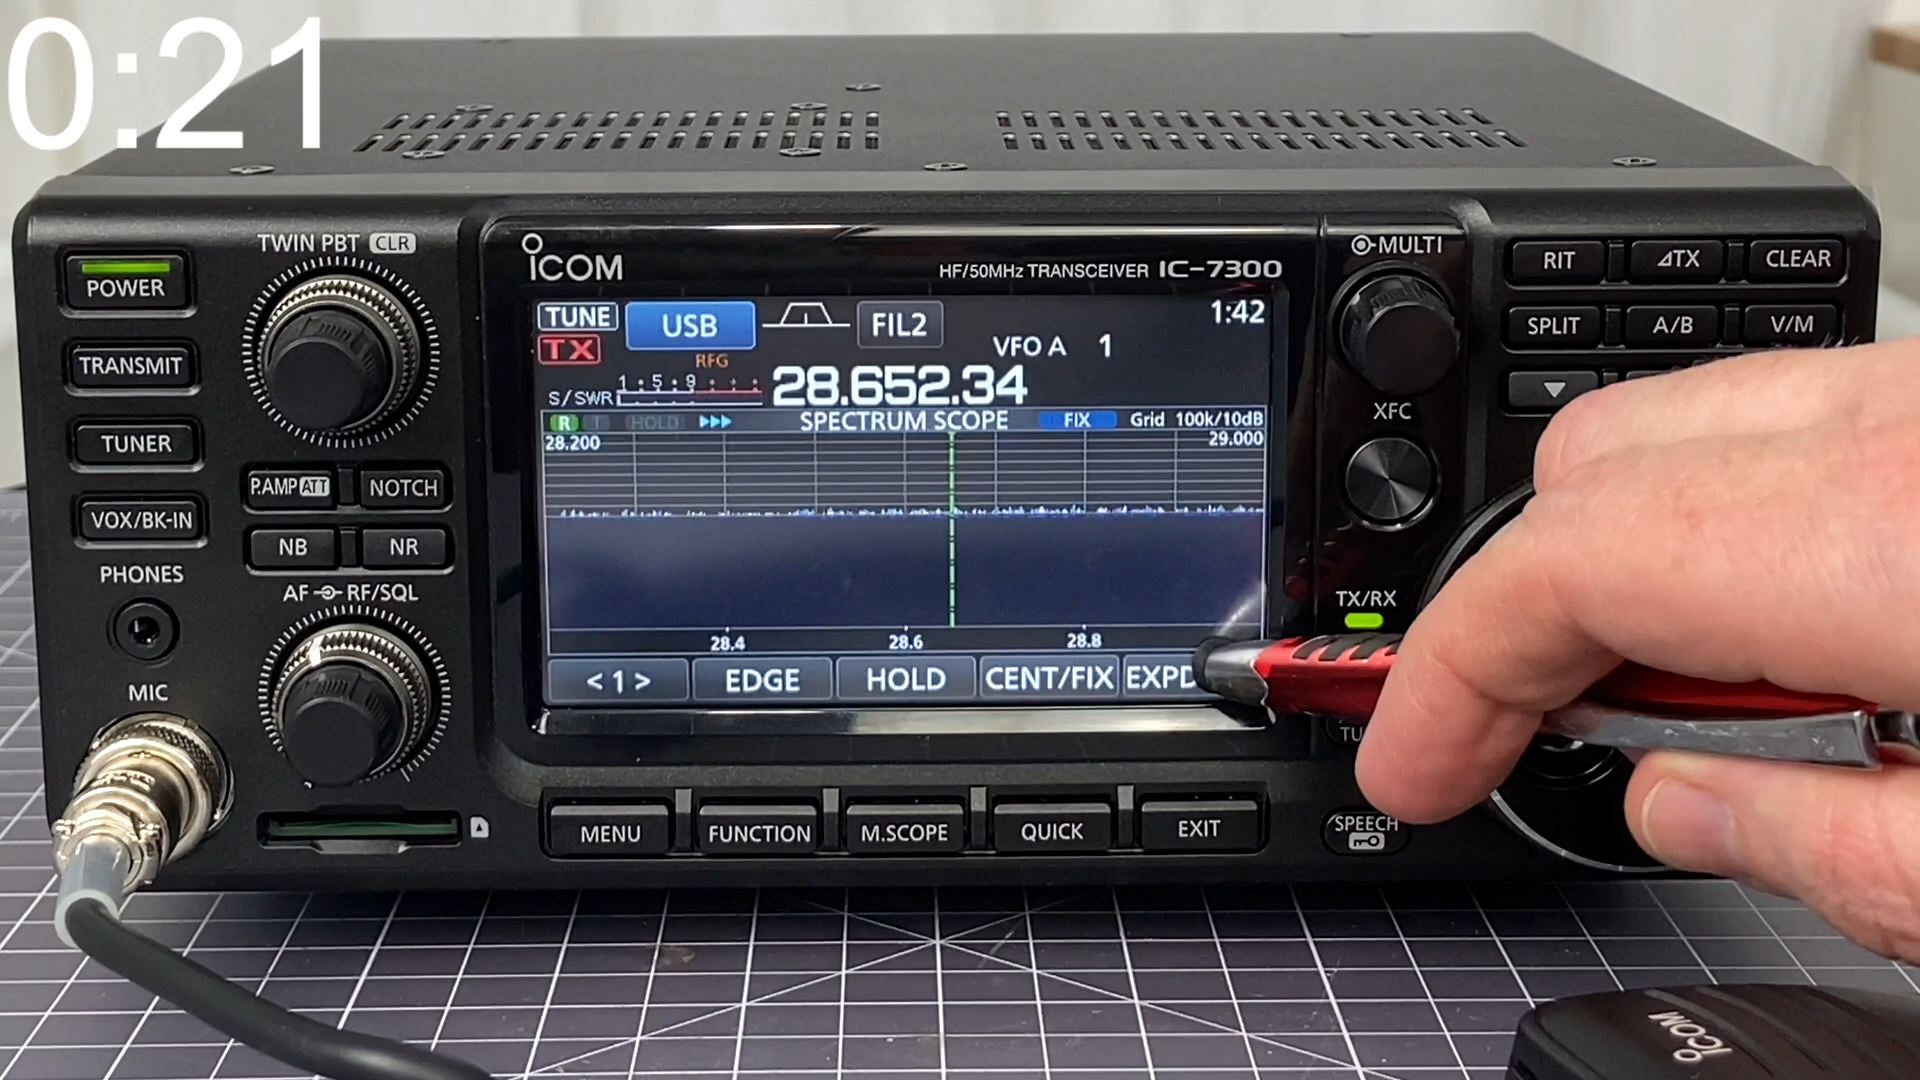 0:21
TWIN PBT CLR
POWER
TRANSMIT
TUNER
P.AMP ATT
NOTCH
VOX/BK-IN
NB
NR
PHONES
AF RF/SQL
MIC
ICOM
HF/50MHz TRANSCEIVER IC-7300
TUNE
USB
FIL2
1:42
TX
RFG
VFO A 1
1 5 9
S/SWR
28.652.34
R T HOLD
SPECTRUM SCOPE
FIX
Grid 100k/10dB
28.200
29.000
28.4
28.6
28.8
<1>
EDGE
HOLD
CENT/FIX
EXPD
MENU
FUNCTION
M.SCOPE
QUICK
EXIT
MULTI
XFC
TX/RX
SPEECH
RIT
⊿TX
CLEAR
SPLIT
A/B
V/M
ICOM